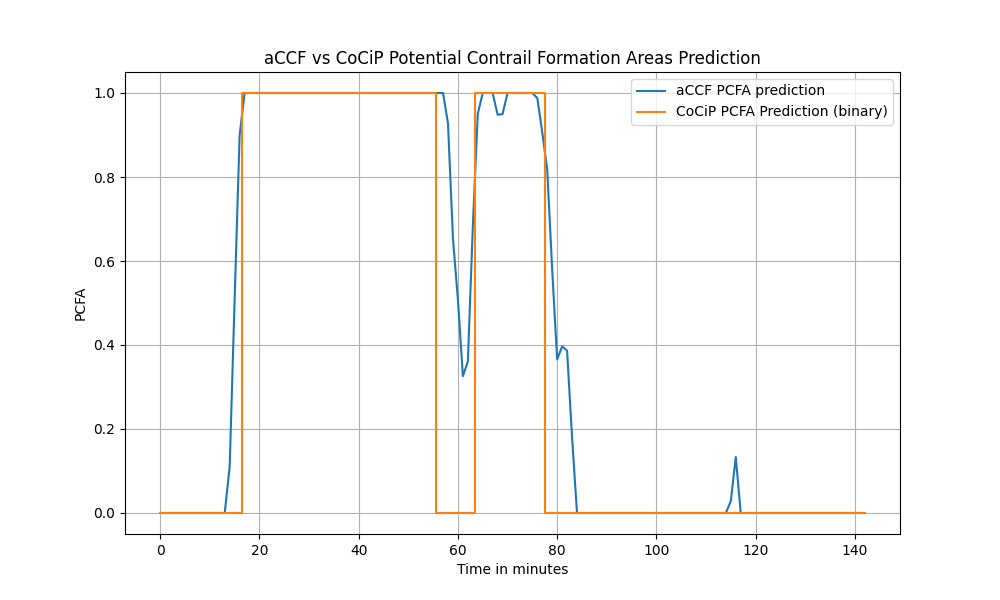 aCCF vs CoCiP Potential Contrail Formation Areas Prediction
aCCF PCFA prediction
CoCiP PCFA Prediction (binary)
PCFA
1.0
0.8
0.6
0.4
0.2
0.0
0 20 40 60 80 100 120 140
Time in minutes